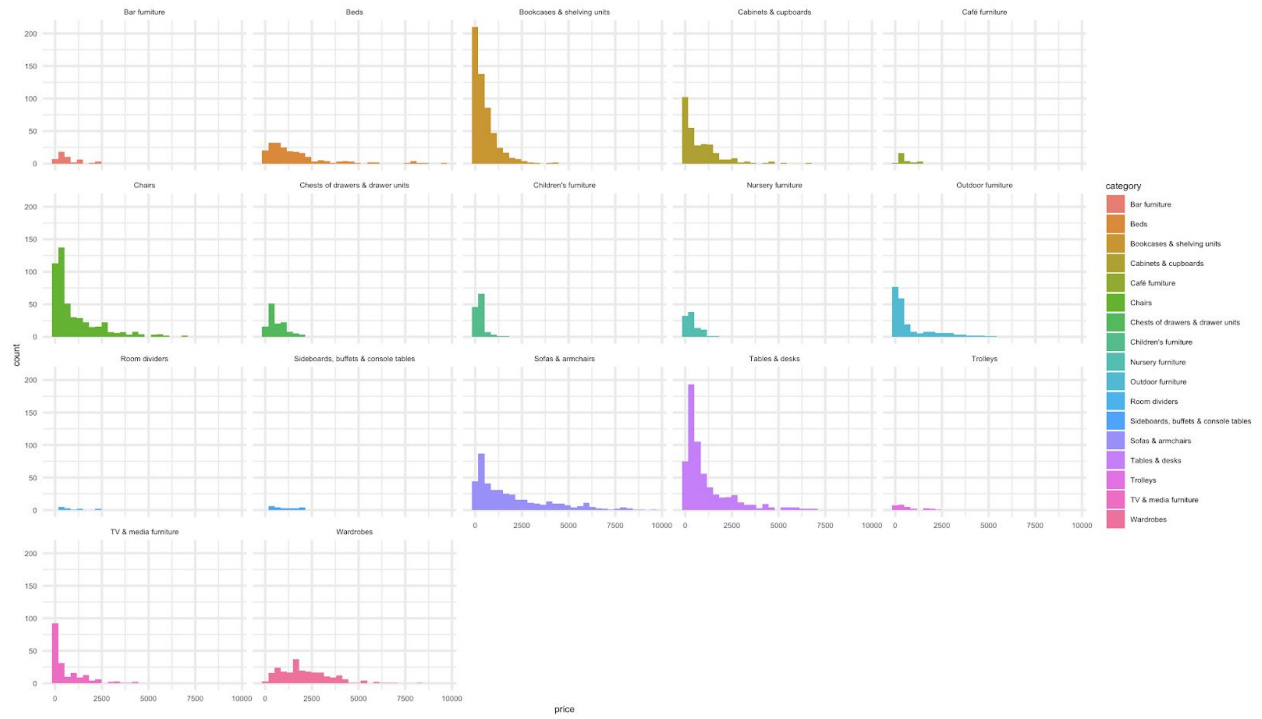 Bar furniture
Beds
Bookcases & shelving units
Cabinets & cupboards
Café furniture
200
150
100
50
0
Chairs
Chests of drawers & drawer units
Children's furniture
Nursery furniture
Outdoor furniture
200
150
100
50
0
count
Room dividers
Sideboards, buffets & console tables
Sofas & armchairs
Tables & desks
Trolleys
200
150
100
50
0
0 2500 5000 7500 10000
0 2500 5000 7500 10000
0 2500 5000 7500 10000
TV & media furniture
Wardrobes
200
150
100
50
0
0 2500 5000 7500 10000
0 2500 5000 7500 10000
price
category
Bar furniture
Beds
Bookcases & shelving units
Cabinets & cupboards
Café furniture
Chairs
Chests of drawers & drawer units
Children's furniture
Nursery furniture
Outdoor furniture
Room dividers
Sideboards, buffets & console tables
Sofas & armchairs
Tables & desks
Trolleys
TV & media furniture
Wardrobes